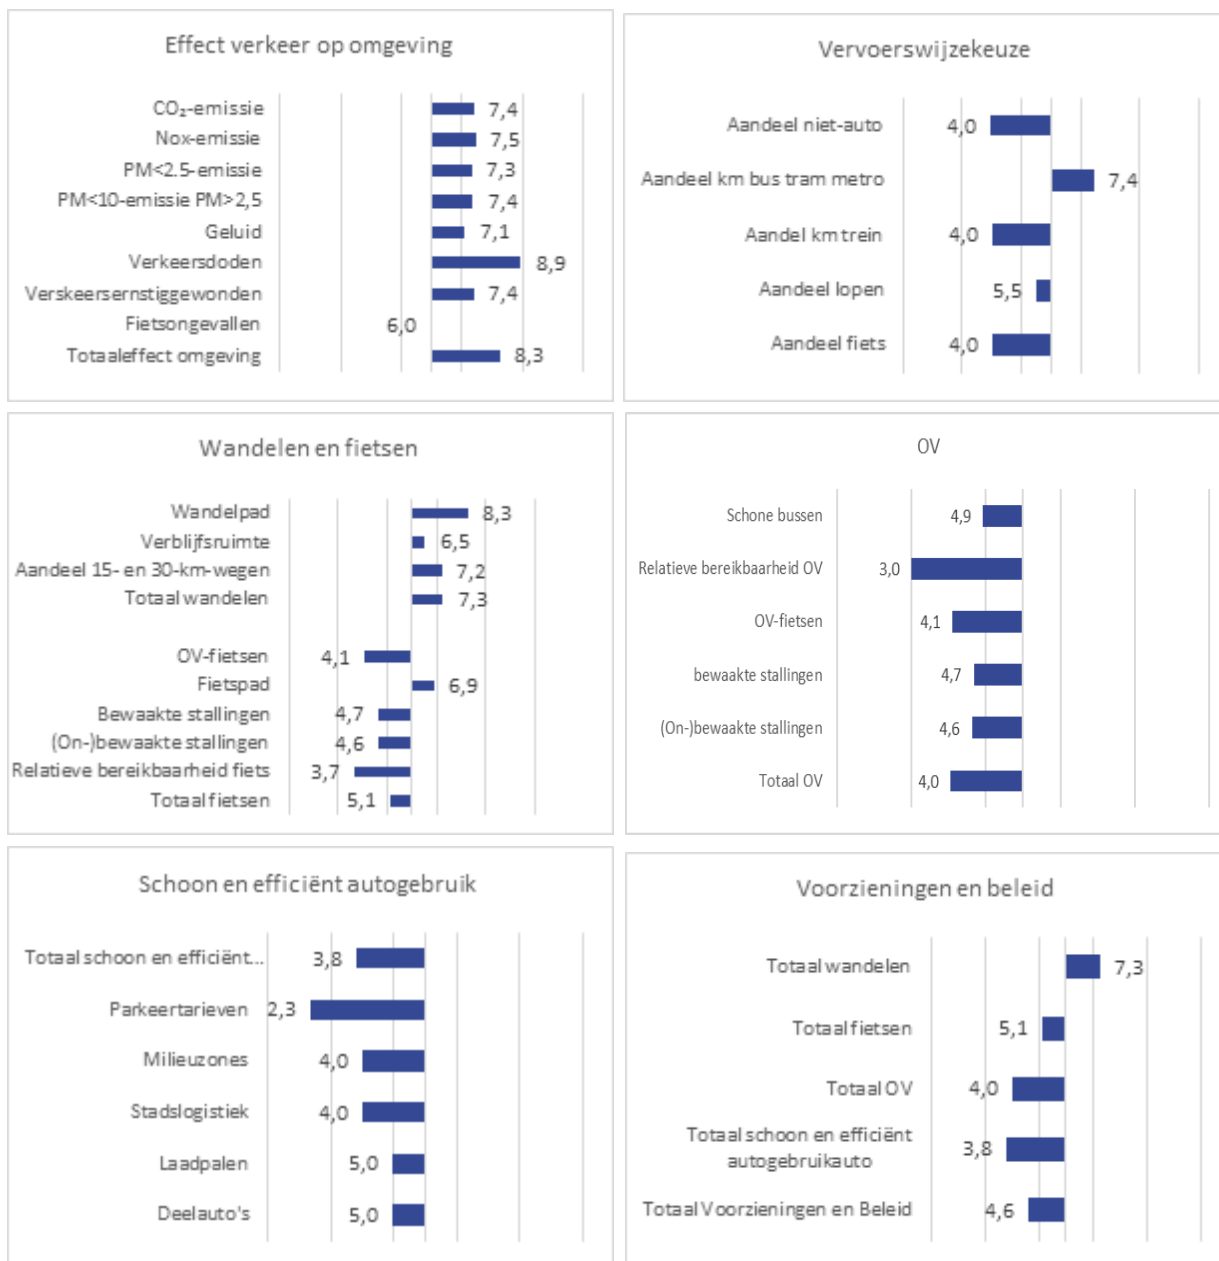 Effect verkeer op omgeving
CO₂-emissie 7,4
Nox-emissie 7,5
PM<2.5-emissie 7,3
PM<10-emissie PM>2,5 7,4
Geluid 7,1
Verkeersdoden 8,9
Verskeersernstiggewonden 7,4
Fietsongevallen 6,0
Totaaleffect omgeving 8,3
Vervoerswijzekeuze
Aandeel niet-auto 4,0
Aandeel km bus tram metro 7,4
Aandel km trein 4,0
Aandeel lopen 5,5
Aandeel fiets 4,0
Wandelen en fietsen
Wandelpad 8,3
Verblijfsruimte 6,5
Aandeel 15- en 30-km-wegen 7,2
Totaal wandelen 7,3
OV-fietsen 4,1
Fietspad 6,9
Bewaakte stallingen 4,7
(On-)bewaakte stallingen 4,6
Relatieve bereikbaarheid fiets 3,7
Totaal fietsen 5,1
OV
Schone bussen 4,9
Relatieve bereikbaarheid OV 3,0
OV-fietsen 4,1
bewaakte stallingen 4,7
(On-)bewaakte stallingen 4,6
Totaal OV 4,0
Schoon en efficiënt autogebruik
Totaal schoon en efficiënt... 3,8
Parkeertarieven 2,3
Milieuzones 4,0
Stadslogistiek 4,0
Laadpalen 5,0
Deelauto's 5,0
Voorzieningen en beleid
Totaal wandelen 7,3
Totaal fietsen 5,1
Totaal OV 4,0
Totaal schoon en efficiënt
autogebruikauto 3,8
Totaal Voorzieningen en Beleid 4,6